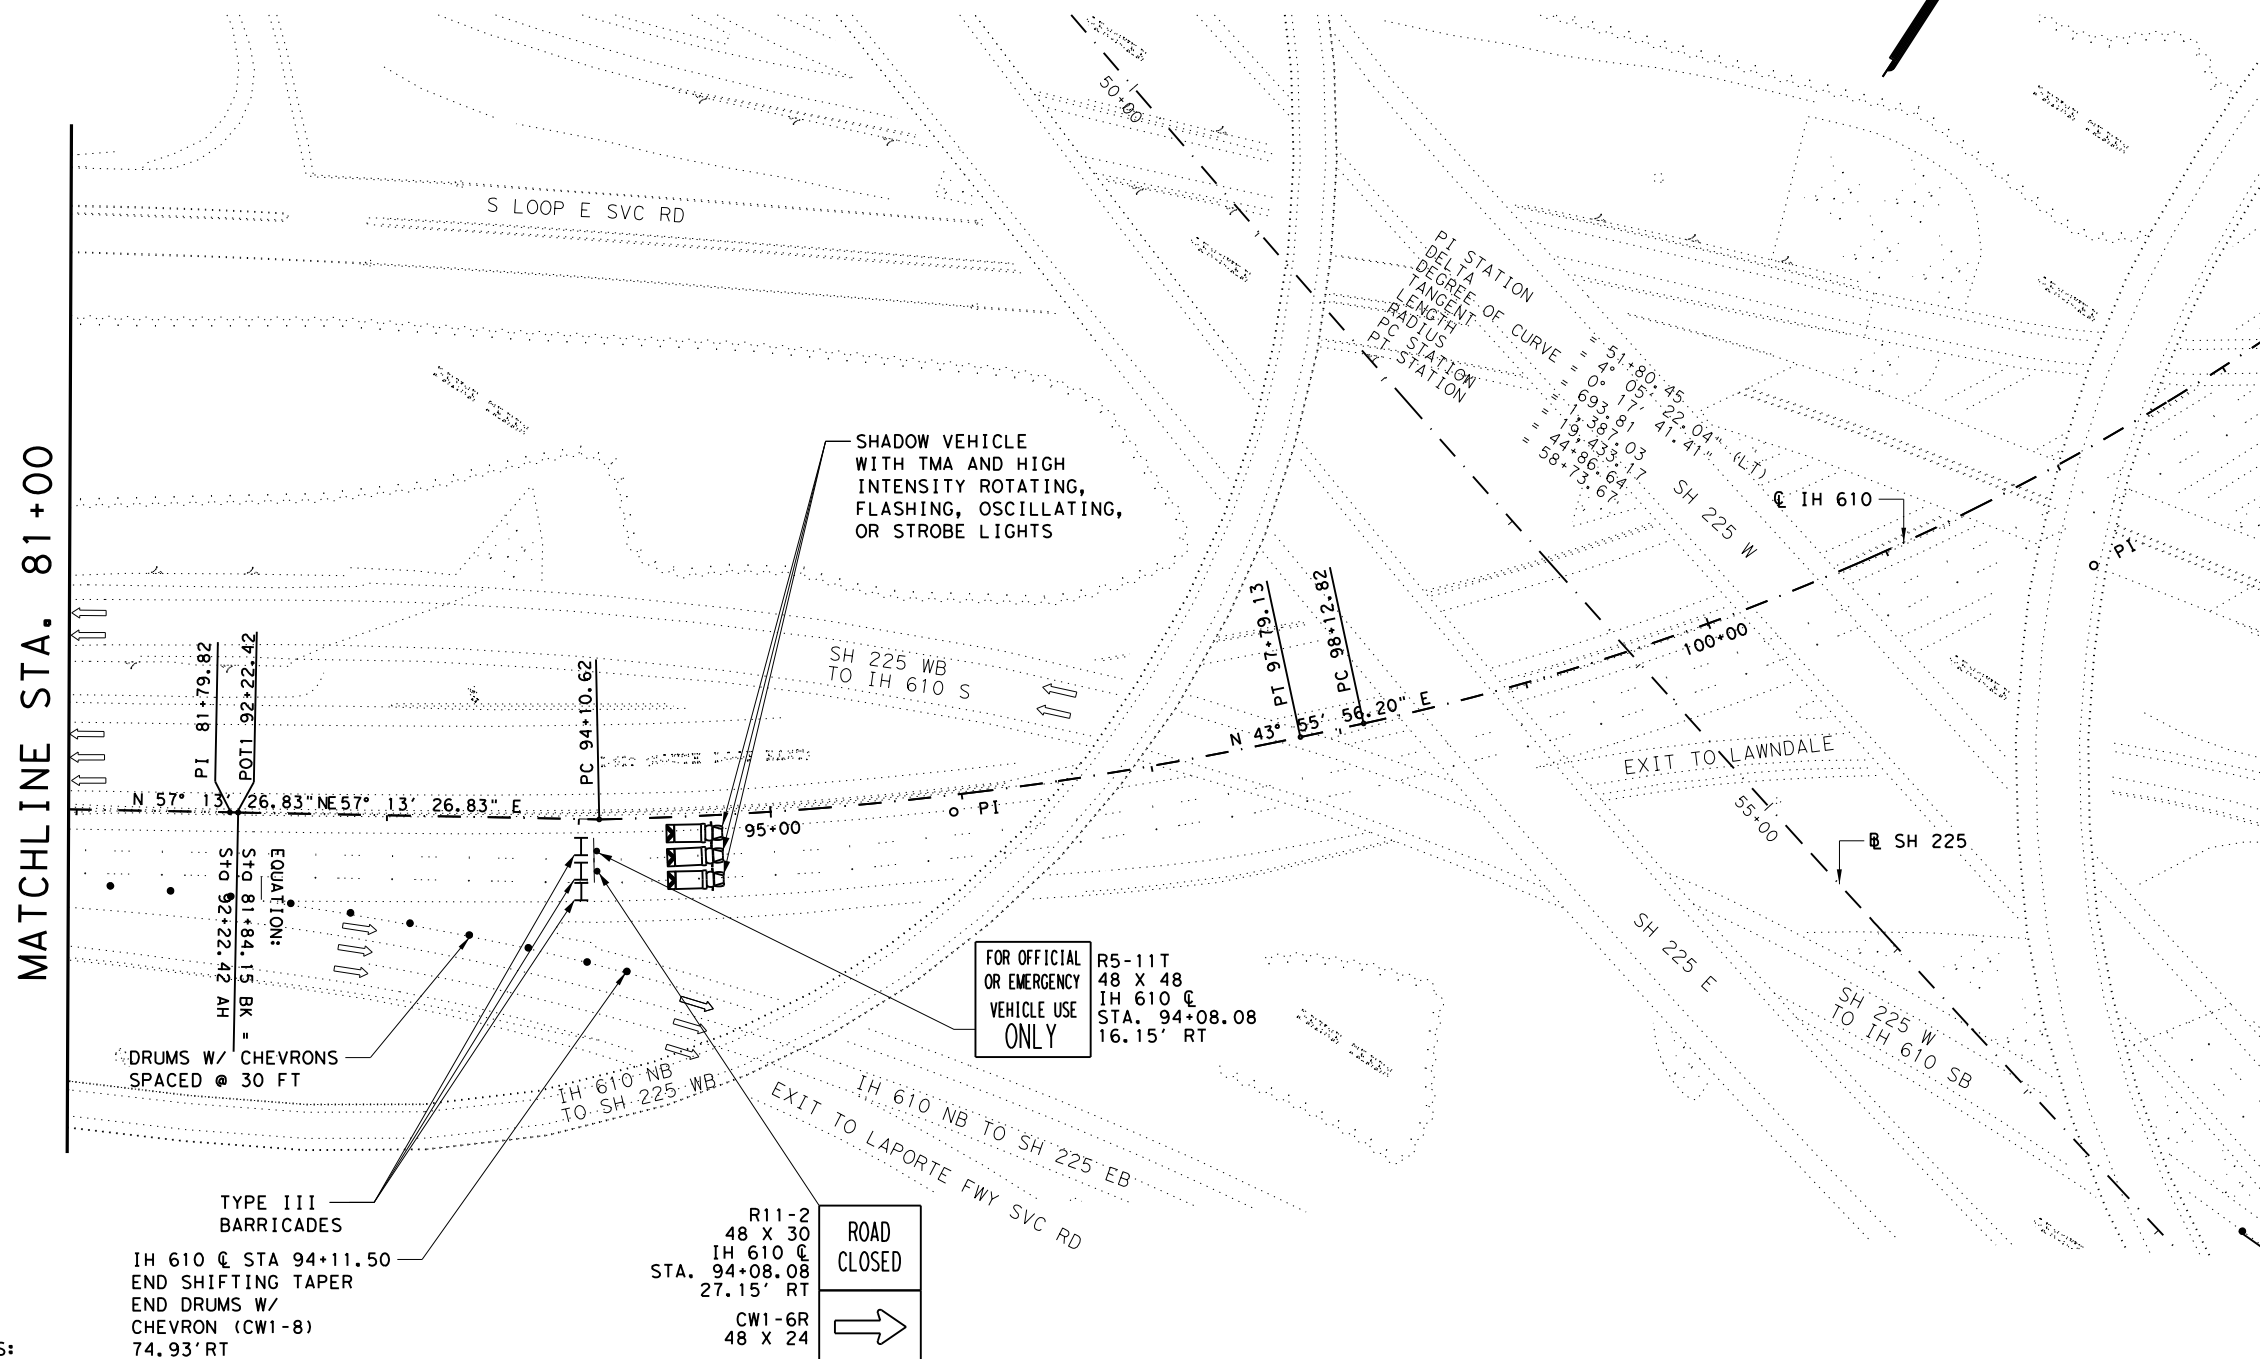 MATCHLINE STA. 81+00
50+00
S LOOP E SVC RD
PI STATION = 51+80.45
DELTA = 4° 05' 22.04" (LT)
DEGREE OF CURVE = 0° 17' 41.41"
TANGENT = 693.81
LENGTH = 1,387.03
RADIUS = 19,433.17
PC STATION = 44+86.64
PT STATION = 58+73.67
SHADOW VEHICLE
WITH TMA AND HIGH
INTENSITY ROTATING,
FLASHING, OSCILLATING,
OR STROBE LIGHTS
SH 225 W
℄ IH 610
PI
PI 81+79.82
POT1 92+22.42
PC 94+10.62
SH 225 WB
TO IH 610 S
PT 97+79.13
PC 98+12.82
100+00
N 43° 55' 56.20" E
EXIT TO LAWNDALE
N 57° 13' 26.83" E
N 57° 13' 26.83" E
95+00
PI
55+00
B SH 225
EQUATION:
Sta 81+84.15 BK =
Sta 92+22.42 AH
SH 225 E
FOR OFFICIAL
OR EMERGENCY
VEHICLE USE
ONLY
R5-11T
48 X 48
IH 610 ℄
STA. 94+08.08
16.15' RT
SH 225 W
TO IH 610 SB
DRUMS W/ CHEVRONS
SPACED @ 30 FT
IH 610 NB
TO SH 225 WB
IH 610 NB TO SH 225 EB
EXIT TO LAPORTE FWY SVC RD
TYPE III
BARRICADES
IH 610 ℄ STA 94+11.50
END SHIFTING TAPER
END DRUMS W/
CHEVRON (CW1-8)
74.93'RT
R11-2
48 X 30
IH 610 ℄
STA. 94+08.08
27.15' RT
ROAD
CLOSED
CW1-6R
48 X 24
S: